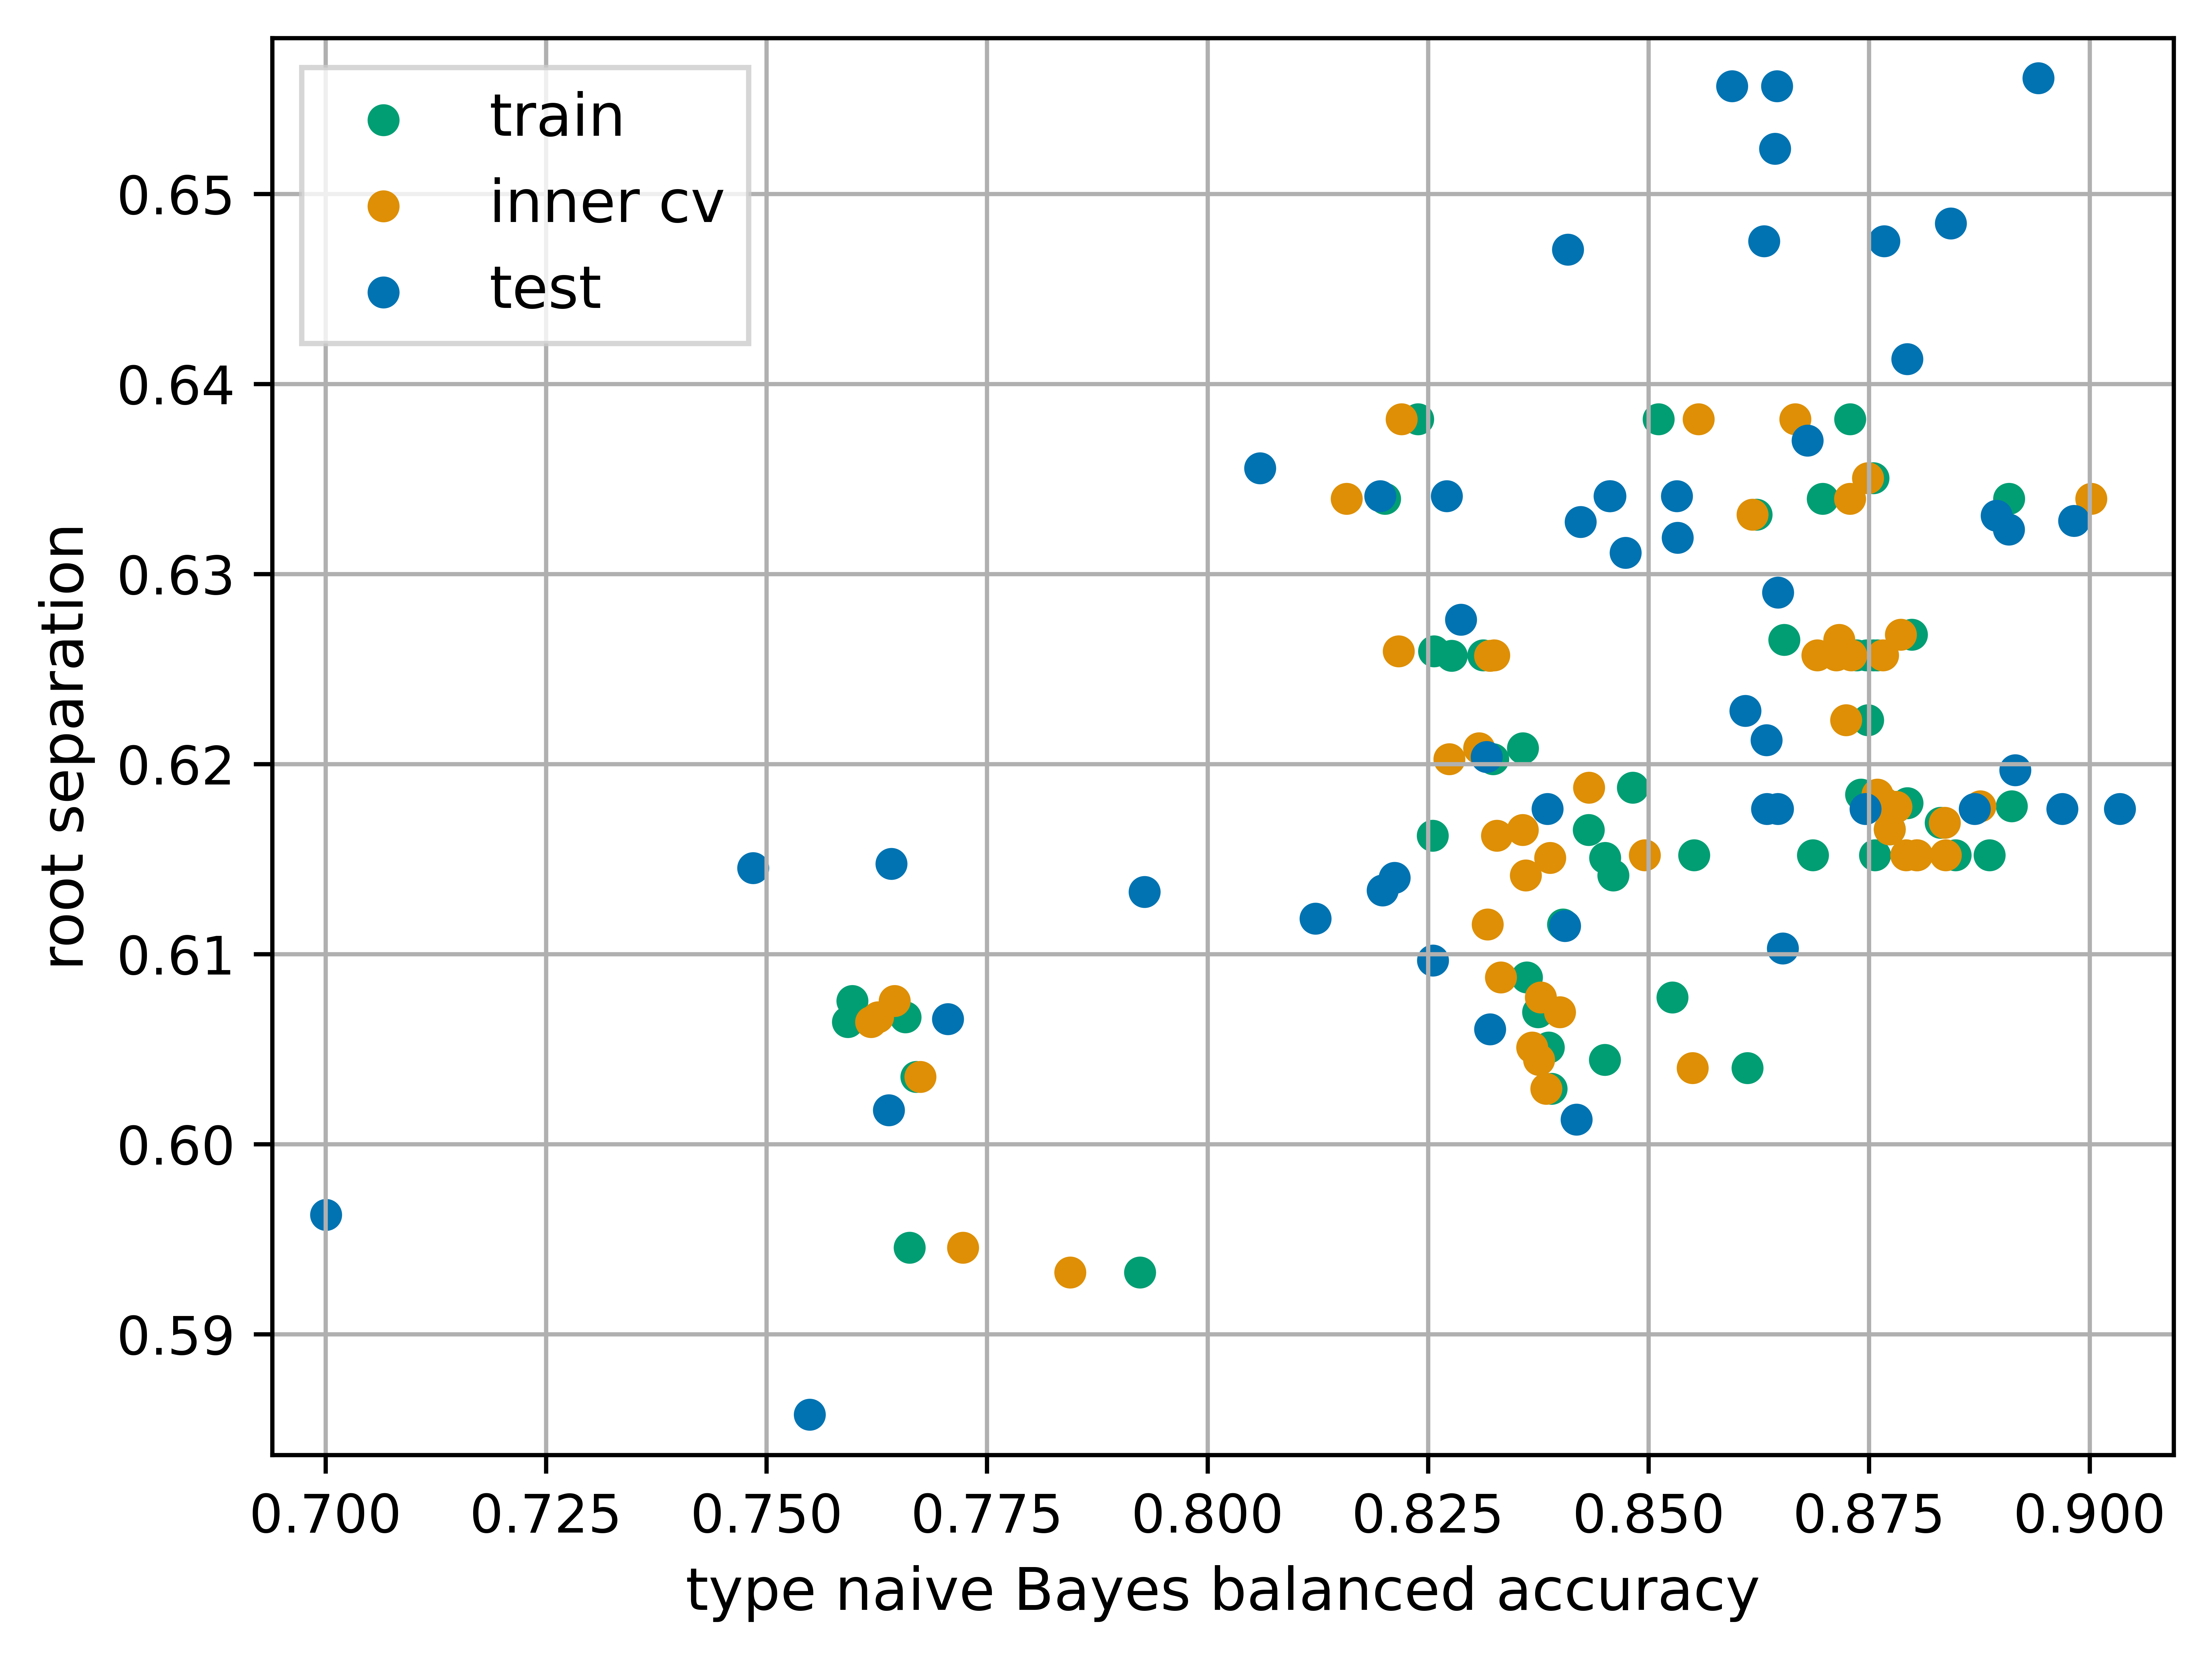 train
inner cv
test
root separation
0.65
0.64
0.63
0.62
0.61
0.60
0.59
0.700 0.725 0.750 0.775 0.800 0.825 0.850 0.875 0.900
type naive Bayes balanced accuracy